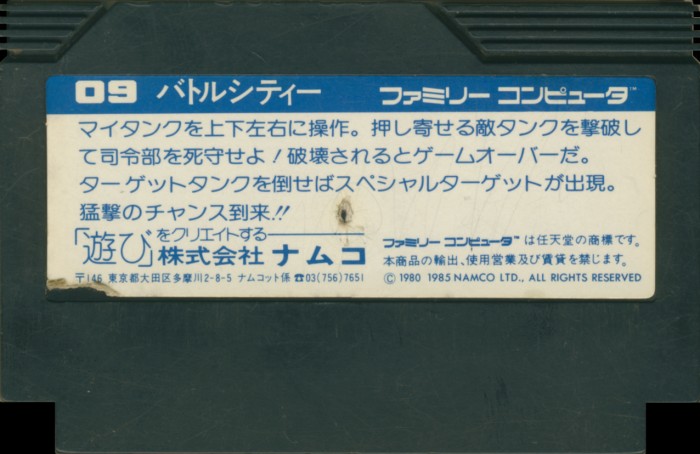 09 バトルシティー ファミリー コンピュータ™
マイタンクを上下左右に操作。押し寄せる敵タンクを撃破し
て司令部を死守せよ！破壊されるとゲームオーバーだ。
ターゲットタンクを倒せばスペシャルターゲットが出現。
猛撃のチャンス到来!!
「遊び」をクリエイトする
株式会社 ナムコ
〒146 東京都大田区多摩川2-8-5 ナムコット係 ☎03(756)7651
ファミリー コンピュータ™ は任天堂の商標です。
本商品の輸出、使用営業及び賃貸を禁じます。
© 1980 1985 NAMCO LTD., ALL RIGHTS RESERVED